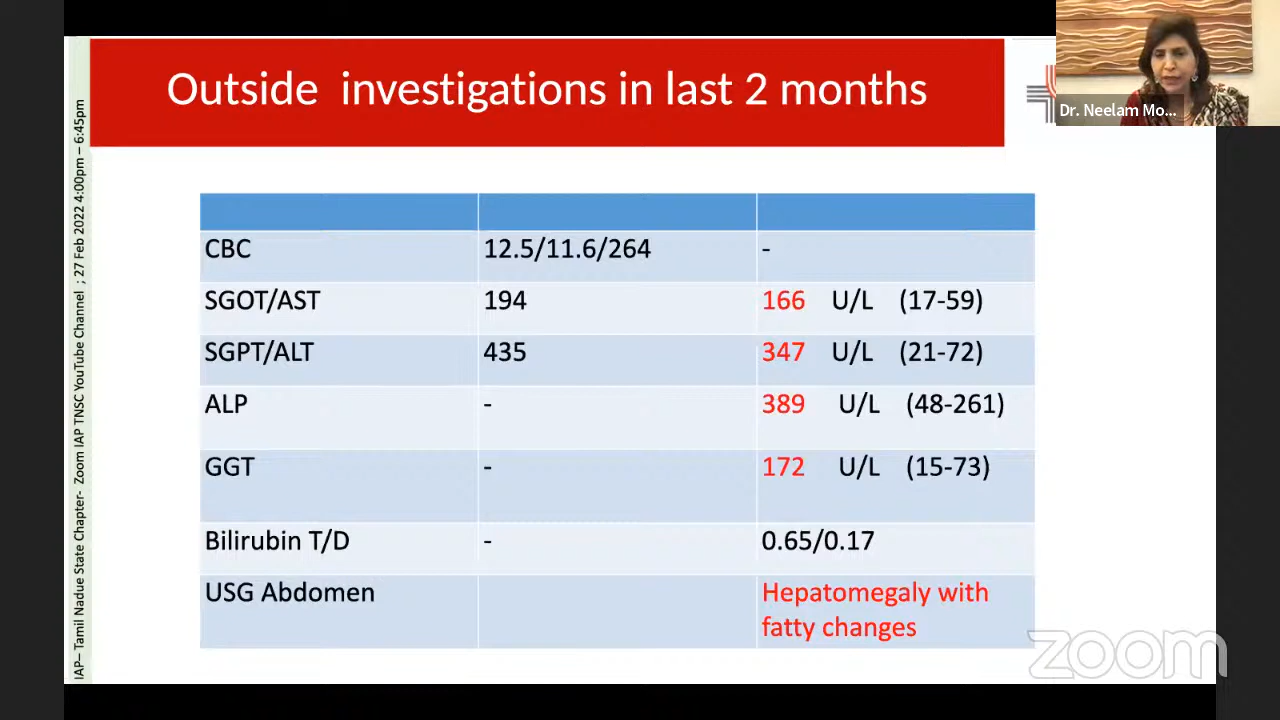 Outside investigations in last 2 months
Dr. Neelam Mo...
IAP– Tamil Nadue State Chapter- Zoom IAP TNSC YouTube Channel ; 27 Feb 2022 4:00pm – 6:45pm
CBC 12.5/11.6/264 -
SGOT/AST 194 166 U/L (17-59)
SGPT/ALT 435 347 U/L (21-72)
ALP - 389 U/L (48-261)
GGT - 172 U/L (15-73)
Bilirubin T/D - 0.65/0.17
USG Abdomen Hepatomegaly with
fatty changes
zoom